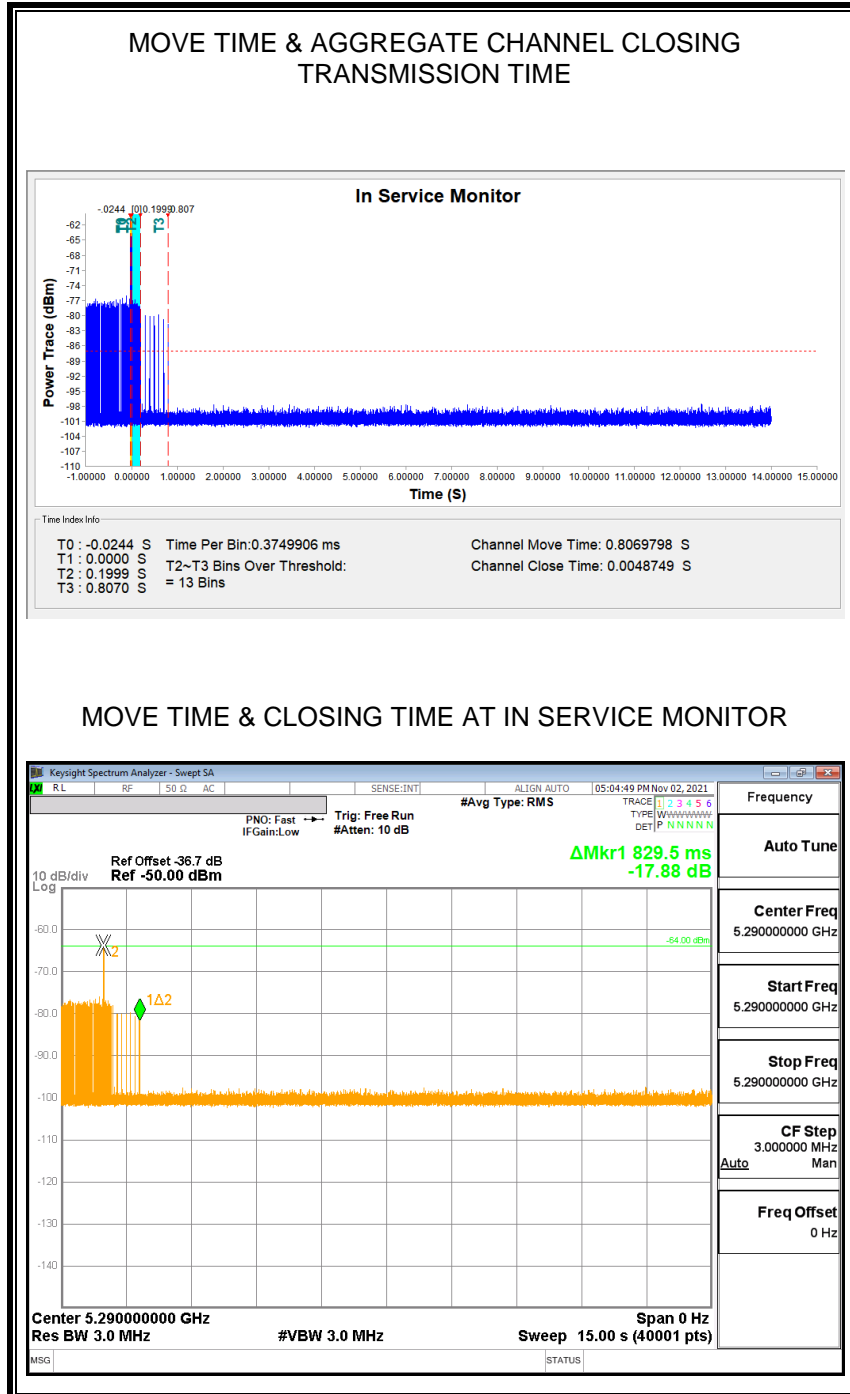 MOVE TIME & AGGREGATE CHANNEL CLOSING
TRANSMISSION TIME
In Service Monitor
-.0244 [0]0.1999 0.807
T2
T3
Power Trace (dBm)
-62
-65
-68
-71
-74
-77
-80
-83
-86
-89
-92
-95
-98
-101
-104
-107
-110
-1.00000 0.00000 1.00000 2.00000 3.00000 4.00000 5.00000 6.00000 7.00000 8.00000 9.00000 10.00000 11.00000 12.00000 13.00000 14.00000 15.00000
Time (S)
Time Index Info
T0 : -0.0244 S Time Per Bin:0.3749906 ms Channel Move Time: 0.8069798 S
T1 : 0.0000 S T2~T3 Bins Over Threshold: Channel Close Time: 0.0048749 S
T2 : 0.1999 S = 13 Bins
T3 : 0.8070 S
MOVE TIME & CLOSING TIME AT IN SERVICE MONITOR
Keysight Spectrum Analyzer - Swept SA
LXI RL RF 50 Ω AC SENSE:INT ALIGN AUTO 05:04:49 PM Nov 02, 2021
#Avg Type: RMS TRACE 1 2 3 4 5 6
PNO: Fast Trig: Free Run TYPE WWWWWW
IFGain:Low #Atten: 10 dB DET P N N N N N
ΔMkr1 829.5 ms
-17.88 dB
Ref Offset -36.7 dB
10 dB/div Ref -50.00 dBm
Log
-60.0
-64.00 dBm
2
-70.0
1Δ2
-80.0
-90.0
-100
-110
-120
-130
-140
Center 5.290000000 GHz Span 0 Hz
Res BW 3.0 MHz #VBW 3.0 MHz Sweep 15.00 s (40001 pts)
MSG STATUS
Frequency
Auto Tune
Center Freq
5.290000000 GHz
Start Freq
5.290000000 GHz
Stop Freq
5.290000000 GHz
CF Step
3.000000 MHz
Auto Man
Freq Offset
0 Hz